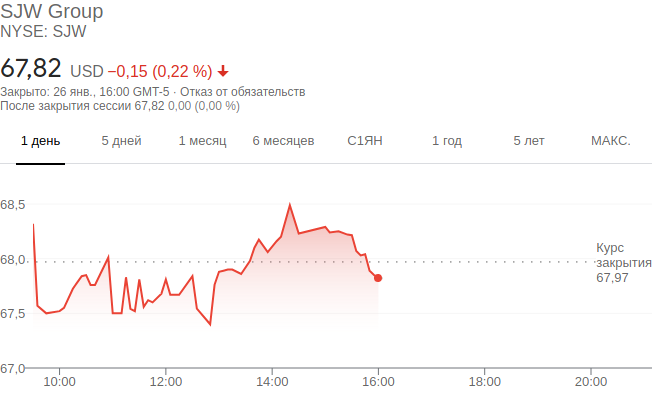 SJW Group
NYSE: SJW
67,82 USD −0,15 (0,22 %)
Закрыто: 26 янв., 16:00 GMT-5 · Отказ от обязательств
После закрытия сессии 67,82 0,00 (0,00 %)
1 день 5 дней 1 месяц 6 месяцев С1ЯН 1 год 5 лет МАКС.
68,5
68,0
67,5
67,0
Курс
закрытия
67,97
10:00 12:00 14:00 16:00 18:00 20:00